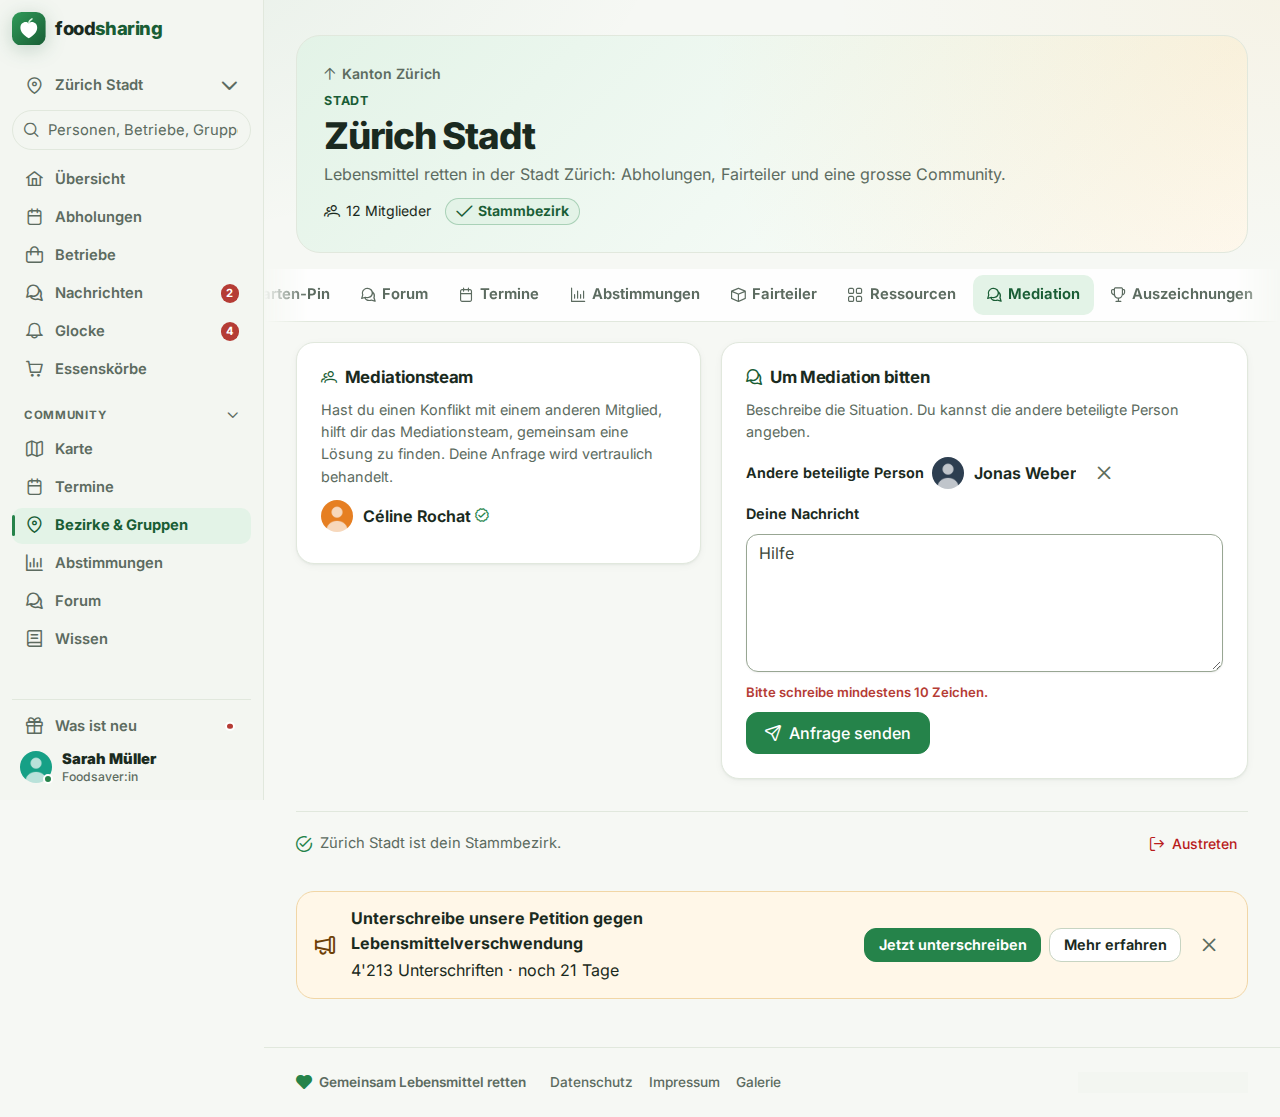 foodsharing
Zürich Stadt
Personen, Betriebe, Grupp
Übersicht
Abholungen
Betriebe
Nachrichten 2
Glocke 4
Essenskörbe
COMMUNITY
Karte
Termine
Bezirke & Gruppen
Abstimmungen
Forum
Wissen
Was ist neu
Sarah Müller
Foodsaver:in
Kanton Zürich
STADT
Zürich Stadt
Lebensmittel retten in der Stadt Zürich: Abholungen, Fairteiler und eine grosse Community.
12 Mitglieder Stammbezirk
rten-Pin Forum Termine Abstimmungen Fairteiler Ressourcen Mediation Auszeichnungen
Mediationsteam
Hast du einen Konflikt mit einem anderen Mitglied,
hilft dir das Mediationsteam, gemeinsam eine
Lösung zu finden. Deine Anfrage wird vertraulich
behandelt.
Céline Rochat
Um Mediation bitten
Beschreibe die Situation. Du kannst die andere beteiligte Person
angeben.
Andere beteiligte Person Jonas Weber
Deine Nachricht
Hilfe
Bitte schreibe mindestens 10 Zeichen.
Anfrage senden
Zürich Stadt ist dein Stammbezirk.
Austreten
Unterschreibe unsere Petition gegen
Lebensmittelverschwendung
4'213 Unterschriften · noch 21 Tage
Jetzt unterschreiben
Mehr erfahren
Gemeinsam Lebensmittel retten Datenschutz Impressum Galerie